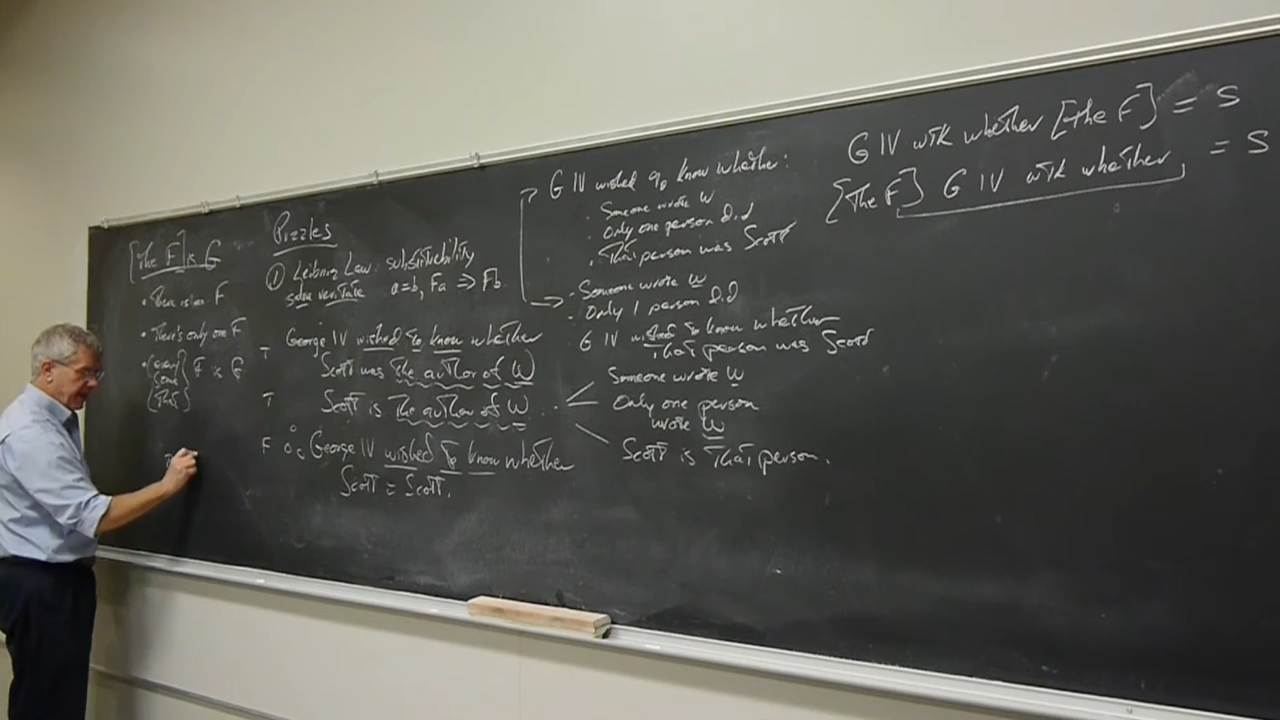 [The F] is G
• There is an F
• There's only one F
• {every some that} F is G
Puzzles
① Leibniz Law: substitutability
salva veritate a=b, Fa ⇒ Fb
T George IV wished to know whether
Scott was the author of W
T Scott is the author of W
F ∴ George IV wished to know whether
Scott = Scott.
G IV wished to know whether:
• Someone wrote W
• Only one person did
• That person was Scott
• Someone wrote W
• Only 1 person did
G IV wished to know whether
That person was Scott
Someone wrote W
Only one person
wrote W
Scott is that person.
G IV wtk whether [the F] = S
[The F] G IV wtk whether = S